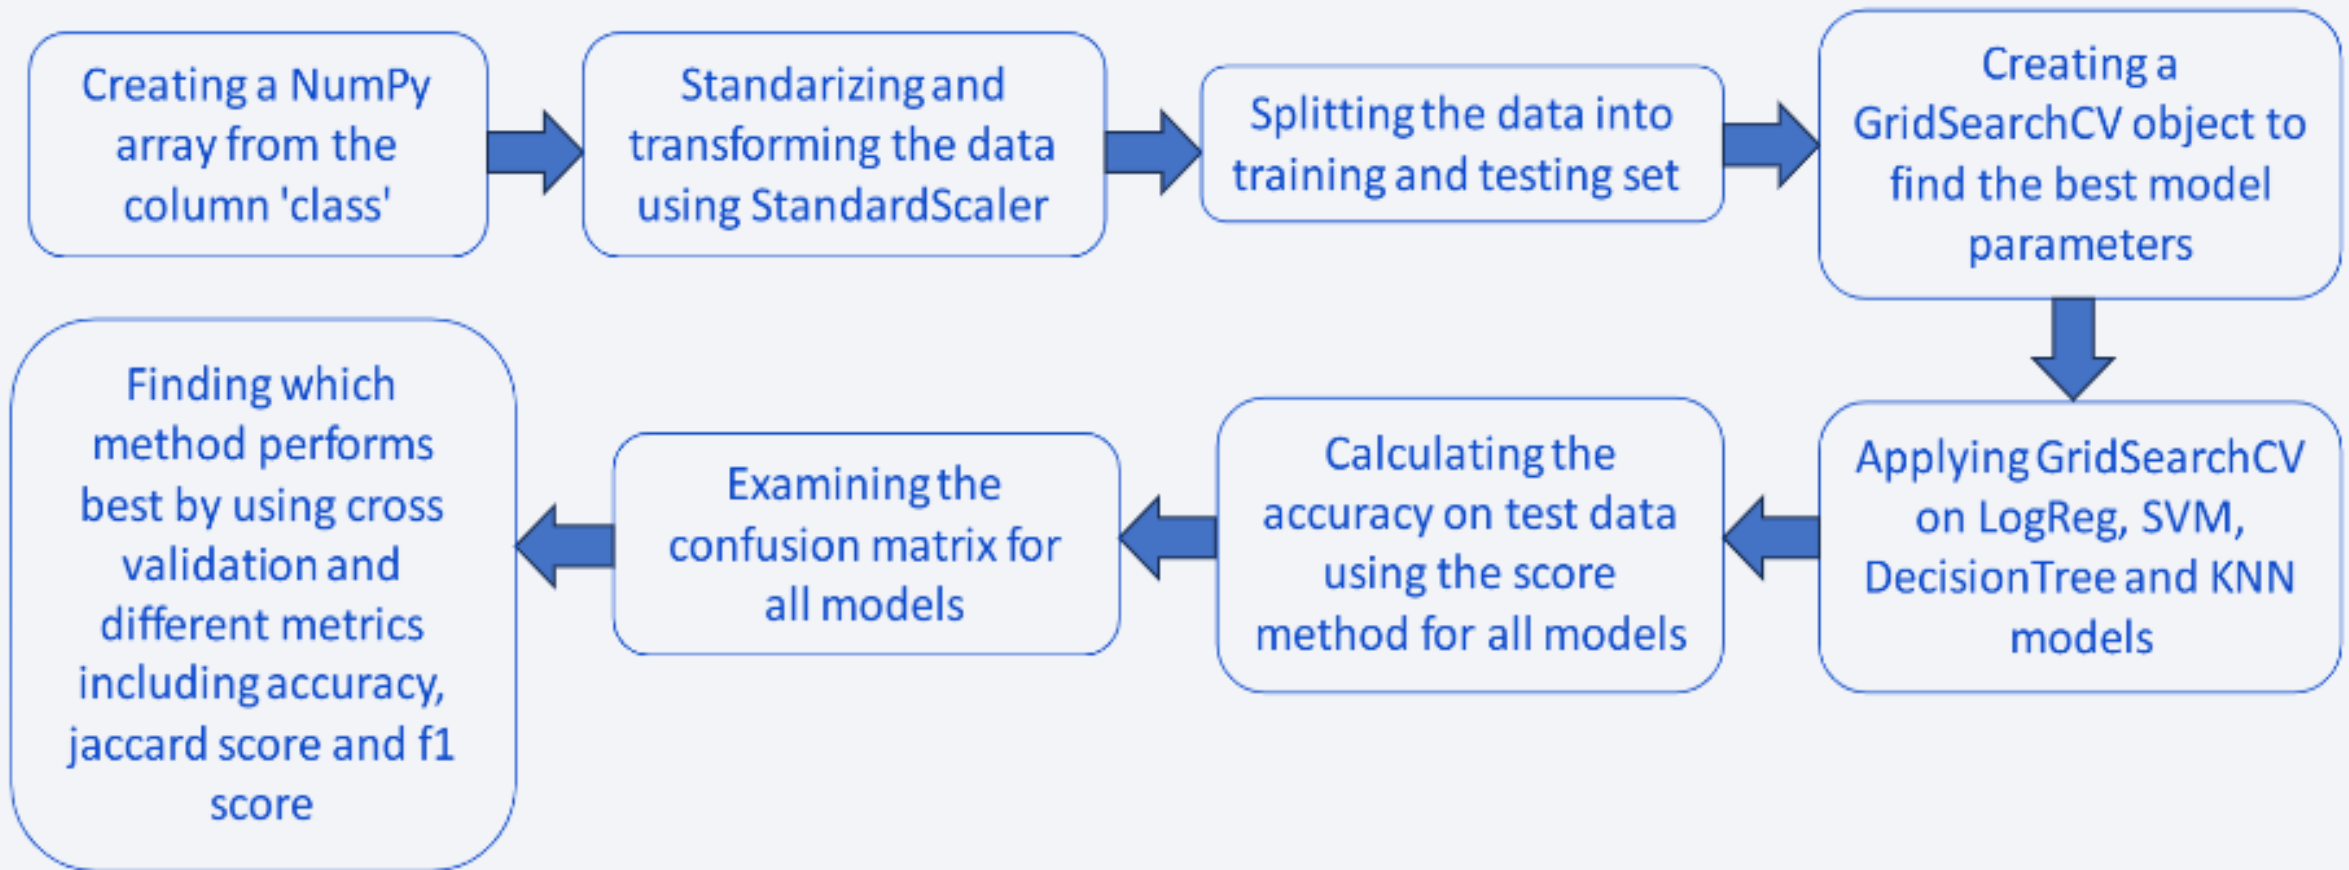 Creating a NumPy
array from the
column 'class'
Standarizing and
transforming the data
using StandardScaler
Splitting the data into
training and testing set
Creating a
GridSearchCV object to
find the best model
parameters
Applying GridSearchCV
on LogReg, SVM,
DecisionTree and KNN
models
Calculating the
accuracy on test data
using the score
method for all models
Examining the
confusion matrix for
all models
Finding which
method performs
best by using cross
validation and
different metrics
including accuracy,
jaccard score and f1
score